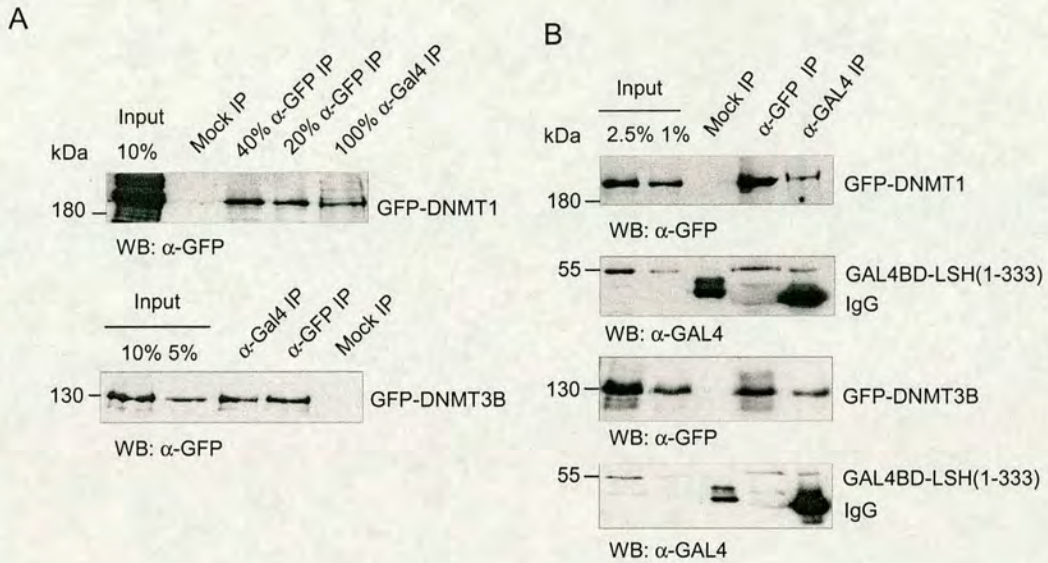 A
Input
kDa
10%
Mock IP
40% α-GFP IP
20% α-GFP IP
100% α-Gal4 IP
180
GFP-DNMT1
WB: α-GFP
Input
10% 5%
α-Gal4 IP
α-GFP IP
Mock IP
130
GFP-DNMT3B
WB: α-GFP
B
Input
kDa
2.5% 1%
Mock IP
α-GFP IP
α-GAL4 IP
180
GFP-DNMT1
WB: α-GFP
55
GAL4BD-LSH(1-333)
IgG
WB: α-GAL4
130
GFP-DNMT3B
WB: α-GFP
55
GAL4BD-LSH(1-333)
IgG
WB: α-GAL4